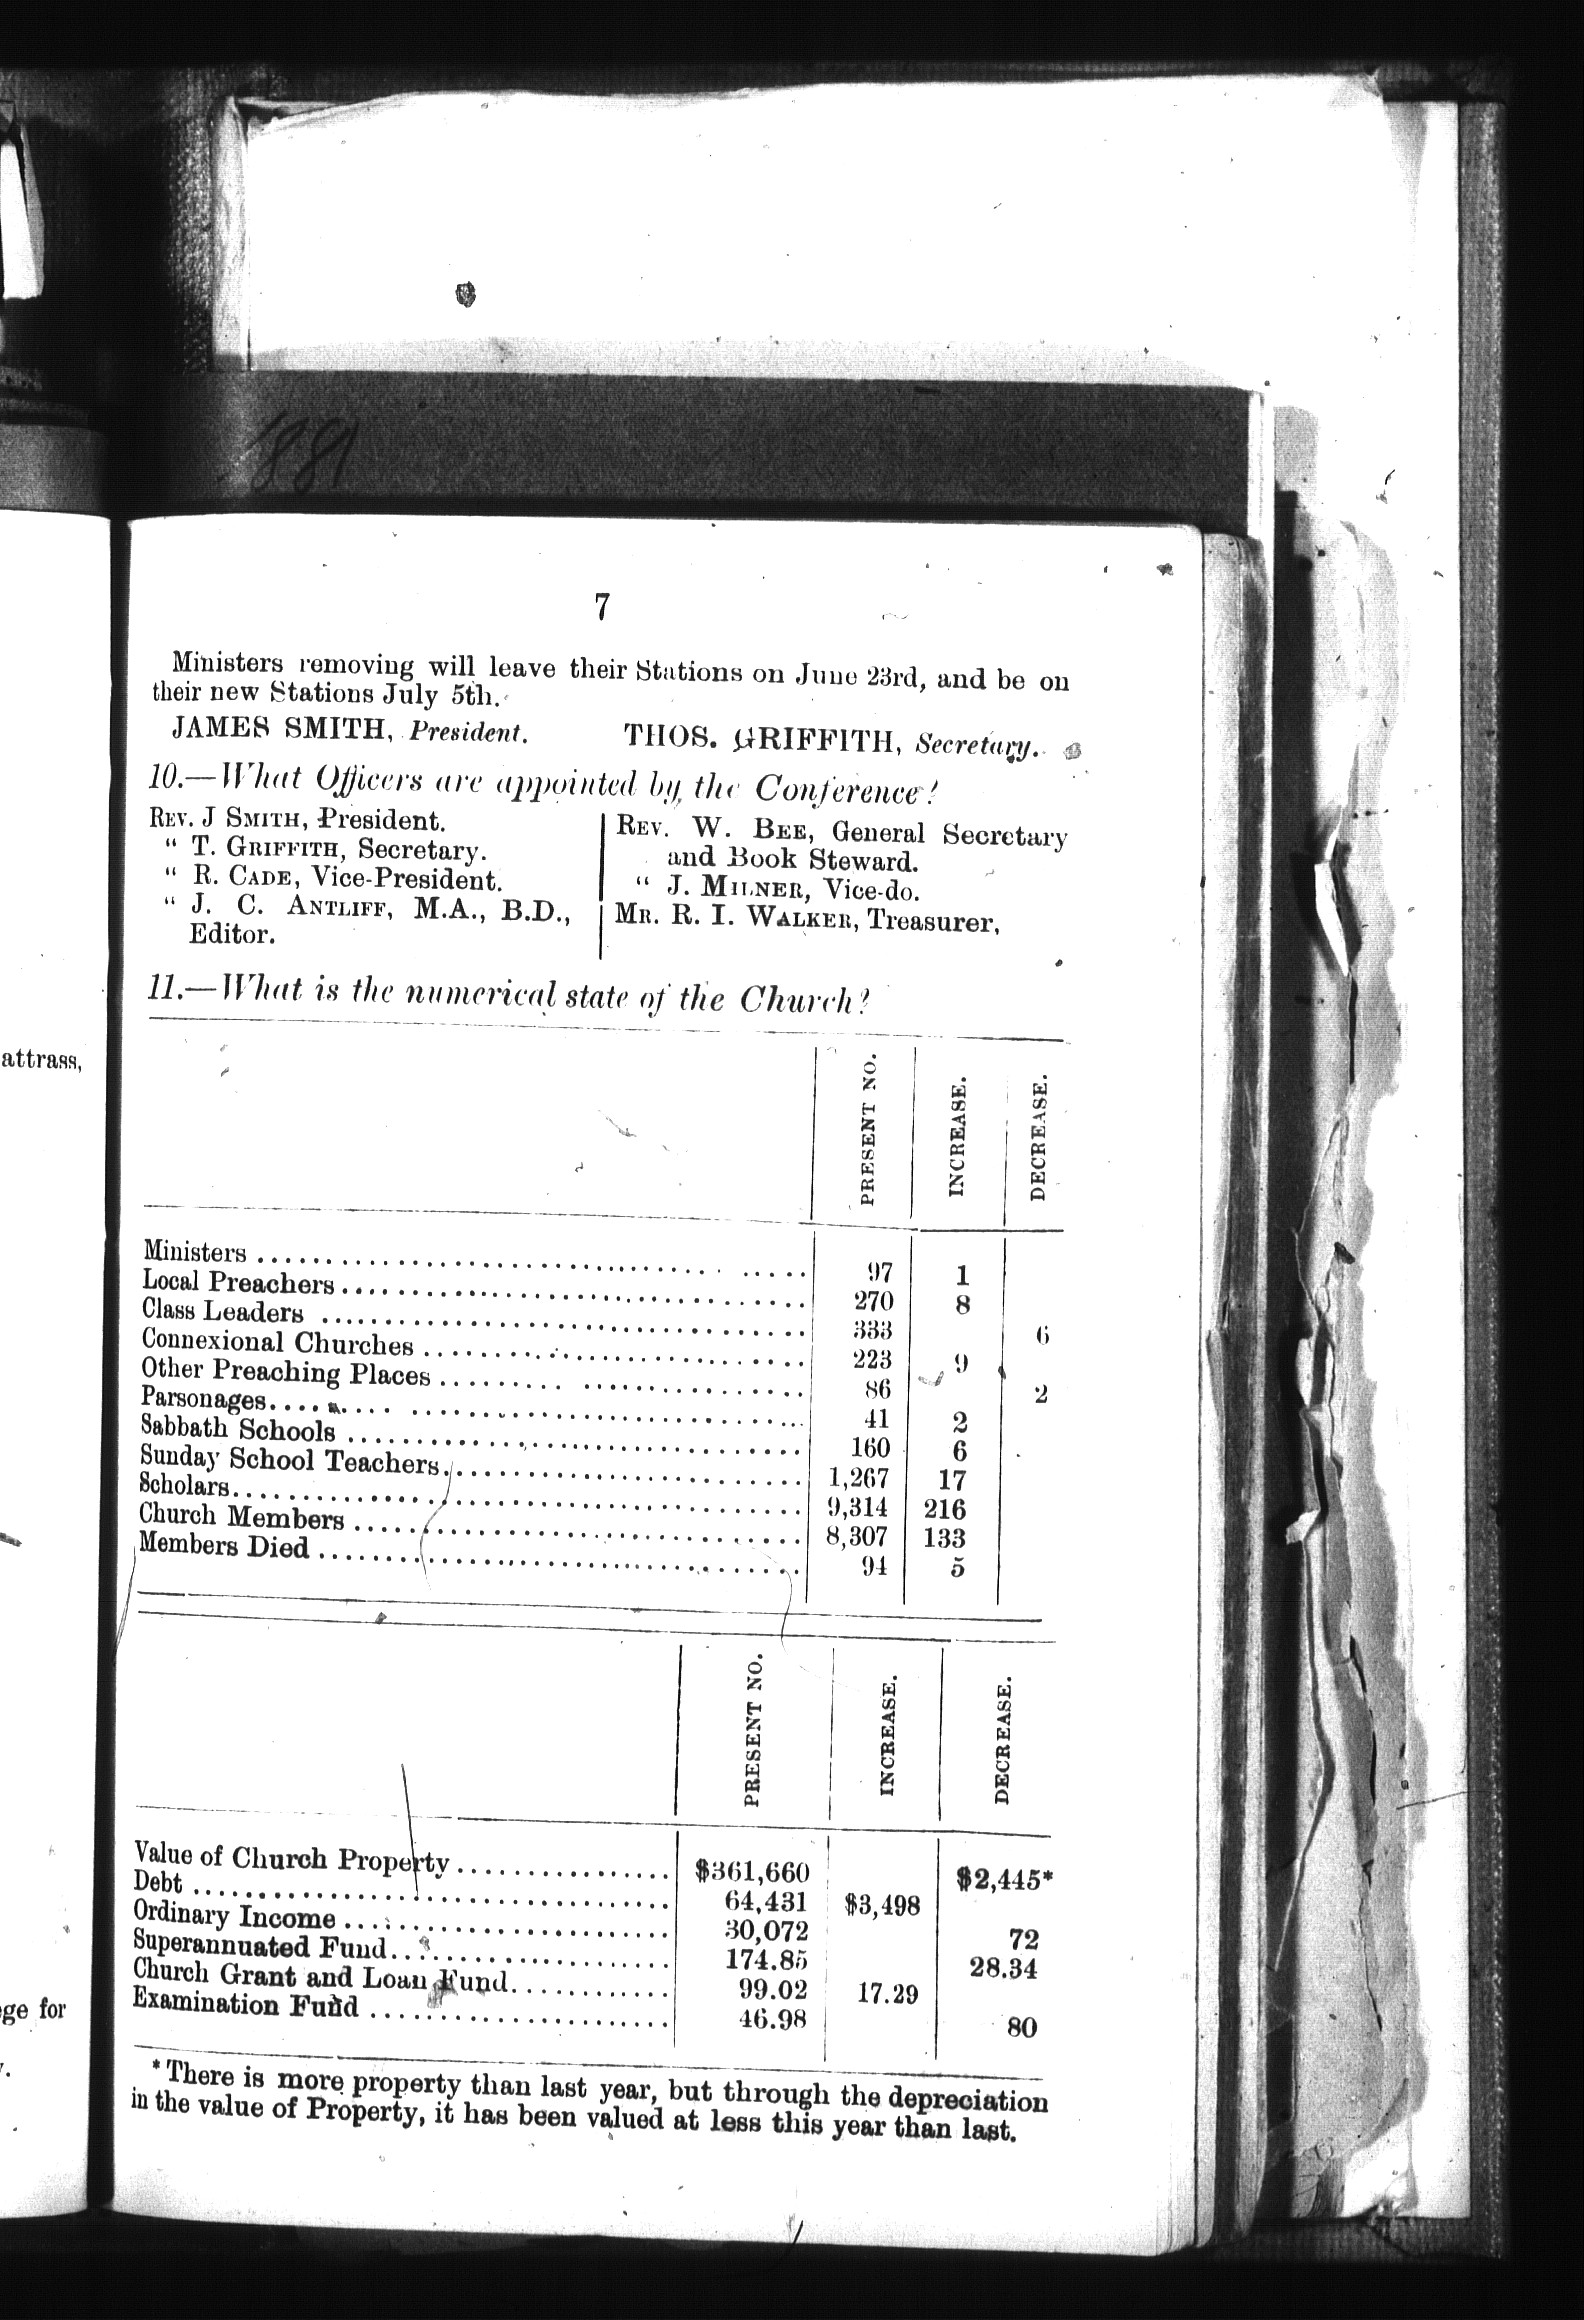 1881
7
Ministers removing will leave their Stations on June 23rd, and be on
their new Stations July 5th.
JAMES SMITH, President. THOS. GRIFFITH, Secretary.
10.—What Officers are appointed by the Conference?
REV. J SMITH, President.
“ T. GRIFFITH, Secretary.
“ R. CADE, Vice-President.
“ J. C. ANTLIFF, M.A., B.D.,
Editor.
REV. W. BEE, General Secretary
and Book Steward.
“ J. MILNER, Vice-do.
MR. R. I. WALKER, Treasurer,
11.—What is the numerical state of the Church?
PRESENT NO. INCREASE. DECREASE.
Ministers 97 1
Local Preachers 270 8
Class Leaders 333 6
Connexional Churches 223 9
Other Preaching Places 86 2
Parsonages 41 2
Sabbath Schools 160 6
Sunday School Teachers 1,267 17
Scholars 9,314 216
Church Members 8,307 133
Members Died 94 5
PRESENT NO. INCREASE. DECREASE.
Value of Church Property $361,660 $2,445*
Debt 64,431 $3,498
Ordinary Income 30,072 72
Superannuated Fund 174.85 28.34
Church Grant and Loan Fund 99.02 17.29
Examination Fund 46.98 80
* There is more property than last year, but through the depreciation
in the value of Property, it has been valued at less this year than last.
attrass,
ge for